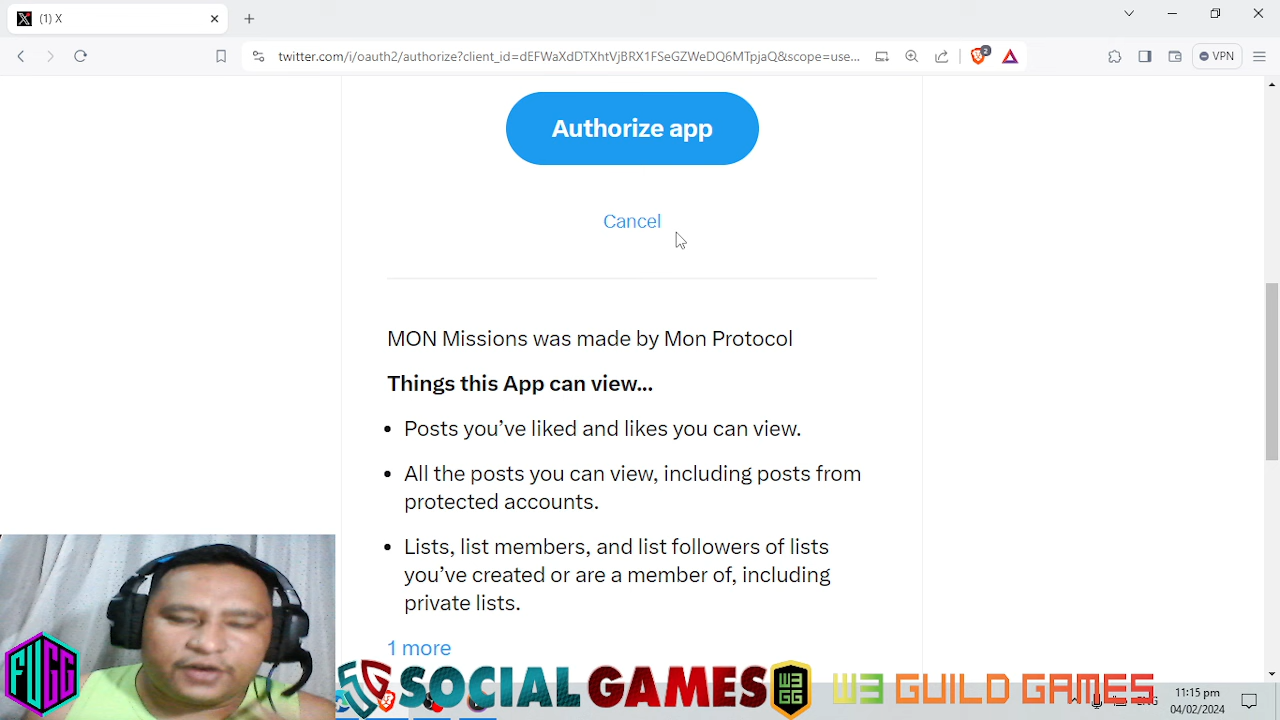 (1) X
twitter.com/i/oauth2/authorize?client_id=dEFWaXdDTXhtVjBRX1FSeGZWeDQ6MTpjaQ&scope=use...
2
VPN
Authorize app
Cancel
MON Missions was made by Mon Protocol
Things this App can view...
• Posts you’ve liked and likes you can view.
• All the posts you can view, including posts from
protected accounts.
• Lists, list members, and list followers of lists
you’ve created or are a member of, including
private lists.
1 more
FUGG
SOCIAL GAMES
W3
GG
W3 GUILD GAMES
11:15 pm
04/02/2024